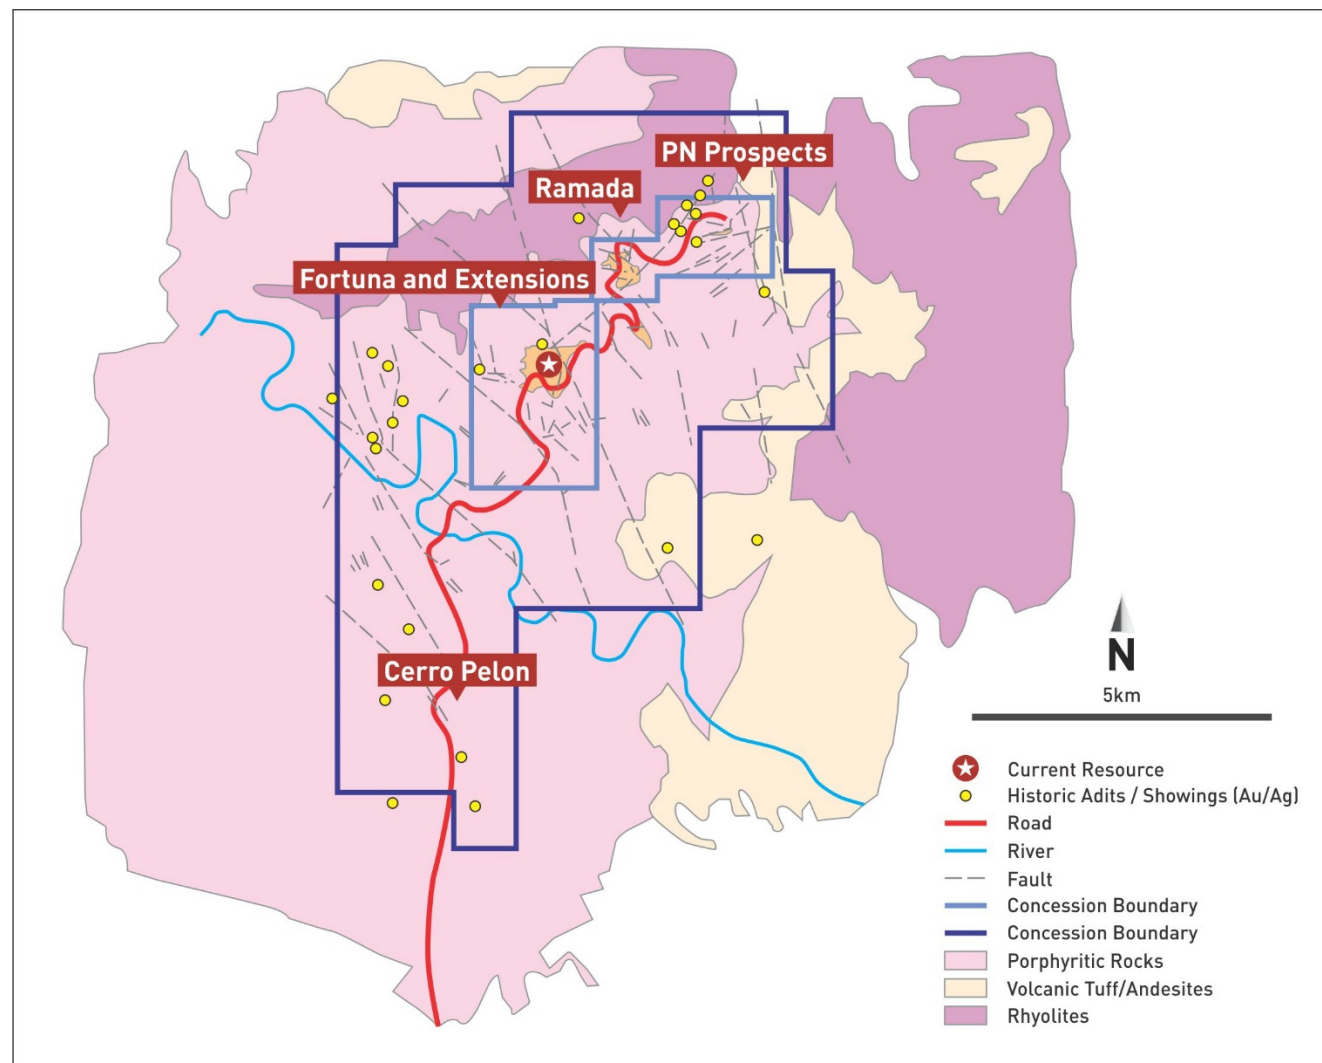 PN Prospects
Ramada
Fortuna and Extensions
Cerro Pelon
N
5km
Current Resource
Historic Adits / Showings (Au/Ag)
Road
River
Fault
Concession Boundary
Concession Boundary
Porphyritic Rocks
Volcanic Tuff/Andesites
Rhyolites